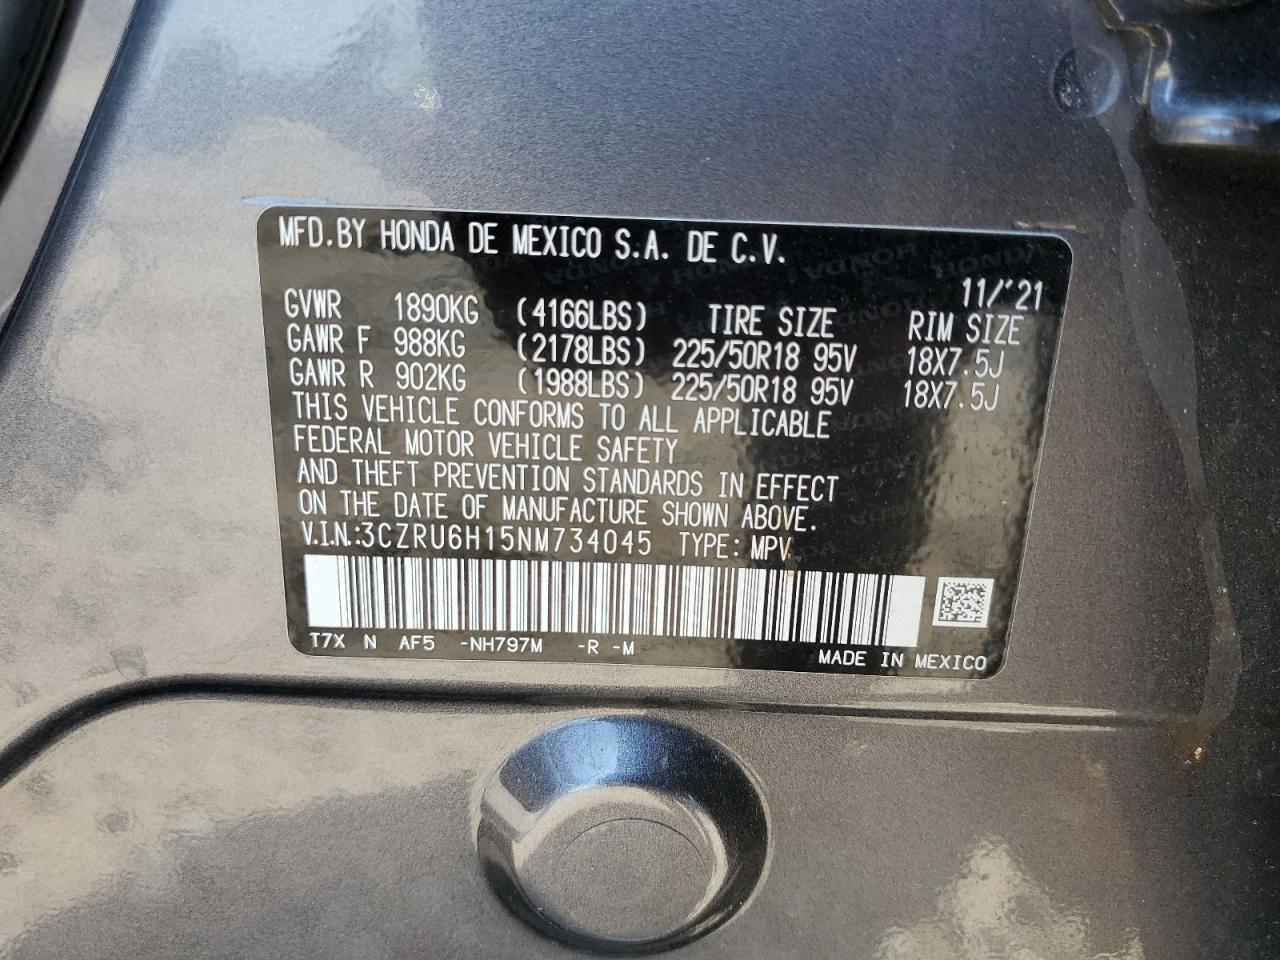 MFD.BY HONDA DE MEXICO S.A. DE C.V.
11/'21
GVWR 1890KG (4166LBS) TIRE SIZE RIM SIZE
GAWR F 988KG (2178LBS) 225/50R18 95V 18X7.5J
GAWR R 902KG (1988LBS) 225/50R18 95V 18X7.5J
THIS VEHICLE CONFORMS TO ALL APPLICABLE
FEDERAL MOTOR VEHICLE SAFETY
AND THEFT PREVENTION STANDARDS IN EFFECT
ON THE DATE OF MANUFACTURE SHOWN ABOVE.
V.I.N.:3CZRU6H15NM734045 TYPE: MPV
T7X N AF5 -NH797M -R -M
MADE IN MEXICO